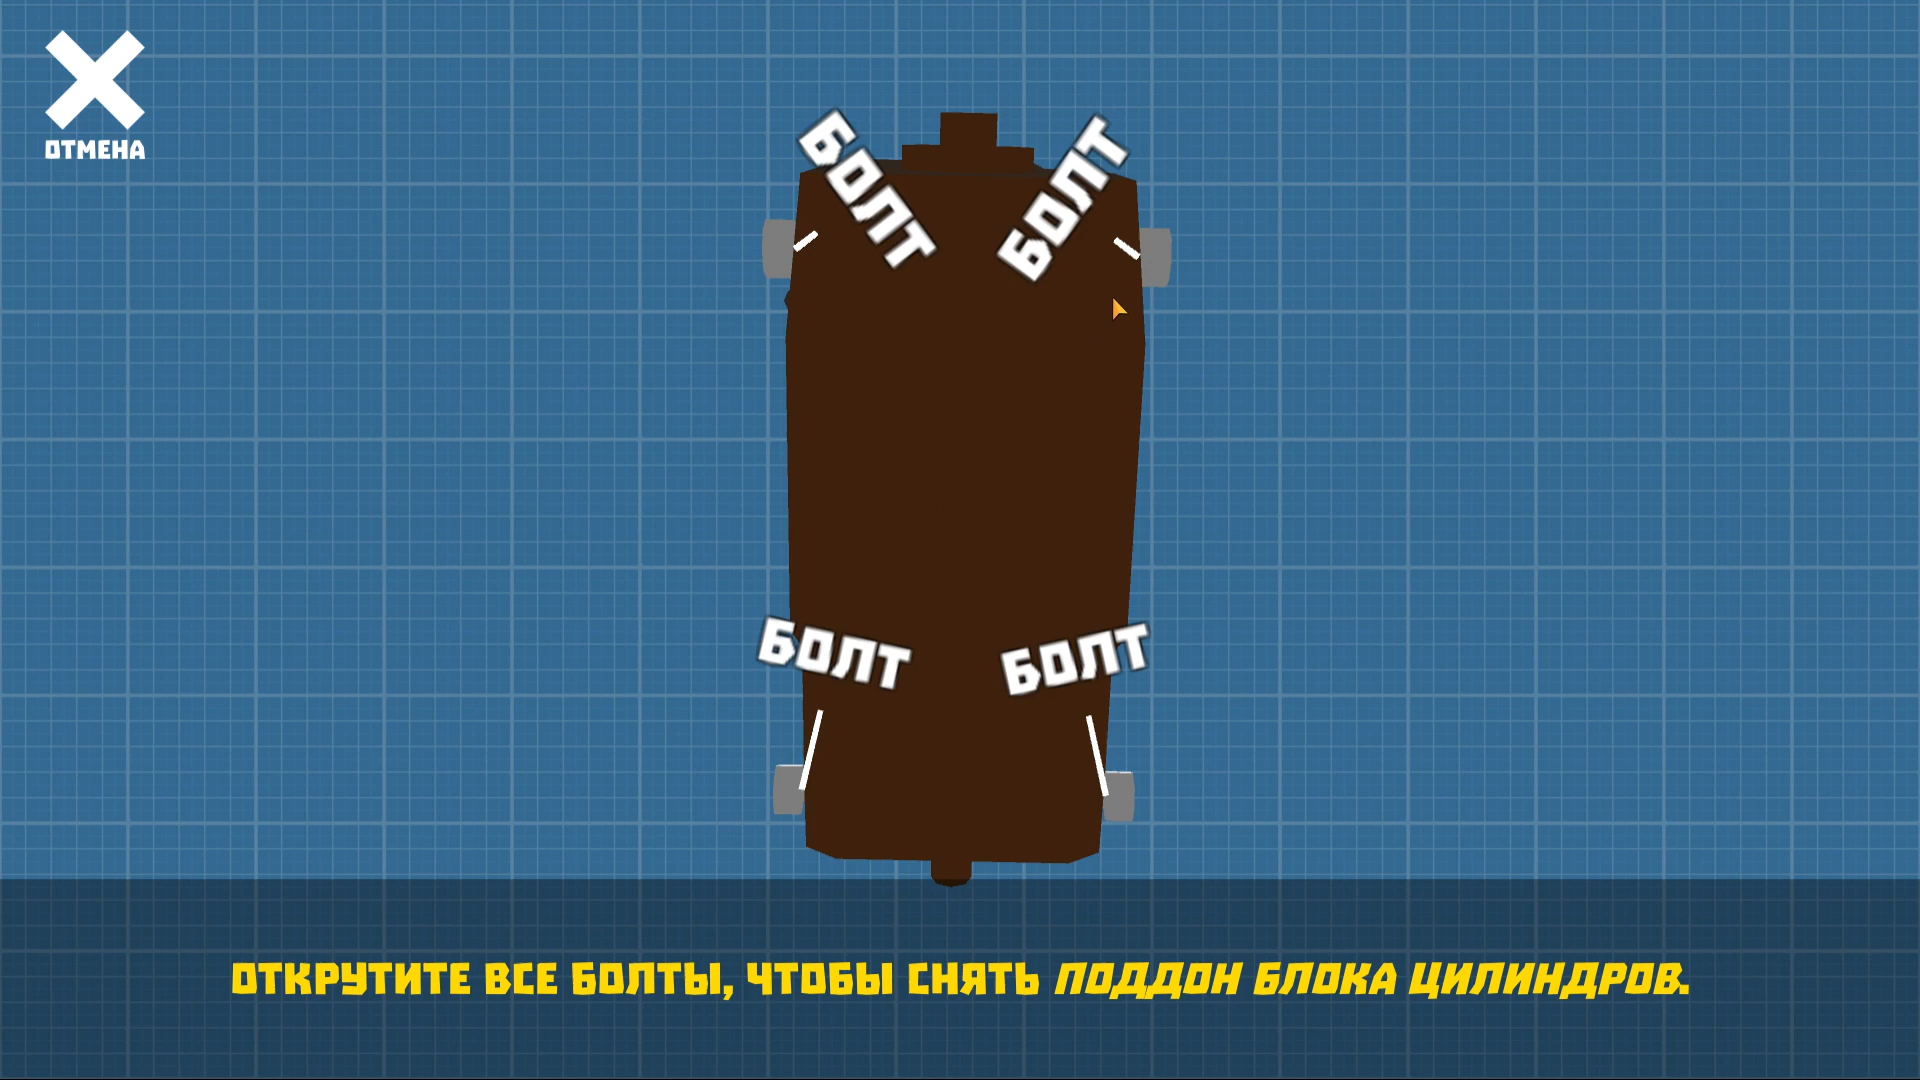 ОТМЕНА
БОЛТ
БОЛТ
БОЛТ
БОЛТ
ОТКРУТИТЕ ВСЕ БОЛТЫ, ЧТОБЫ СНЯТЬ ПОДДОН БЛОКА ЦИЛИНДРОВ.